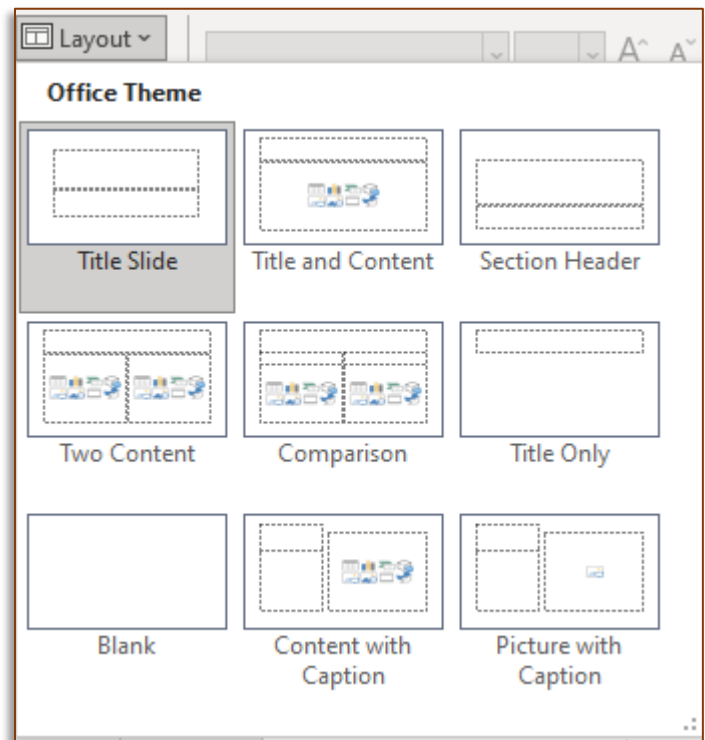 Layout
A A
Office Theme
Title Slide
Title and Content
Section Header
Two Content
Comparison
Title Only
Blank
Content with
Caption
Picture with
Caption